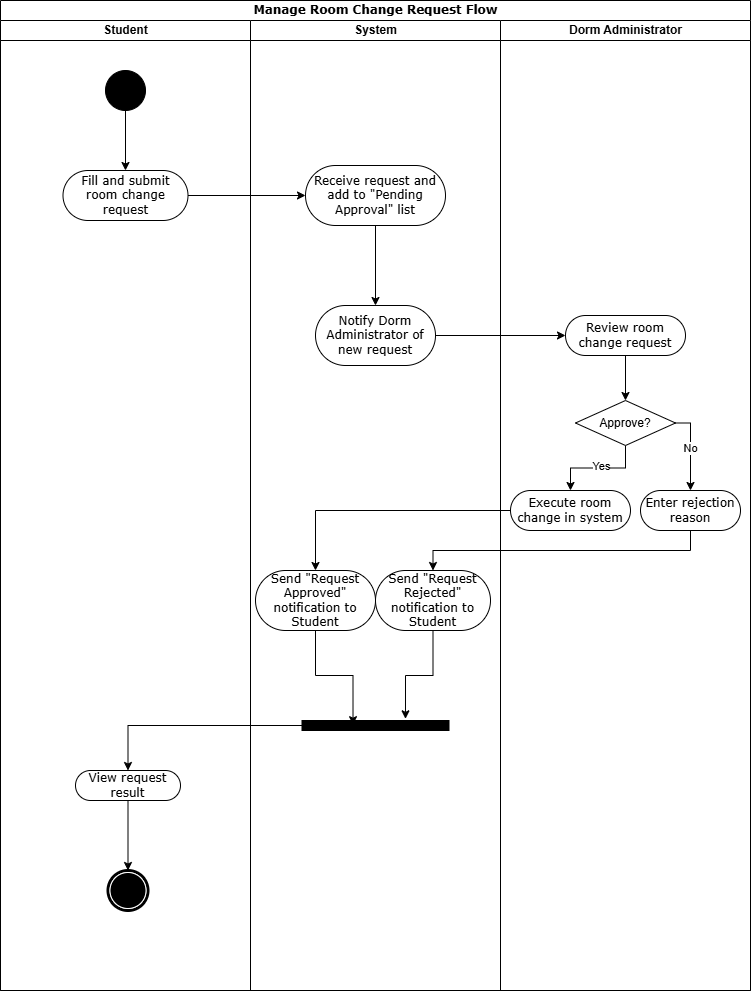 Manage Room Change Request Flow
Student
System
Dorm Administrator
Fill and submit
room change
request
Receive request and
add to "Pending
Approval" list
Notify Dorm
Administrator of
new request
Review room
change request
Approve?
Yes
No
Execute room
change in system
Enter rejection
reason
Send "Request
Approved"
notification to
Student
Send "Request
Rejected"
notification to
Student
View request
result